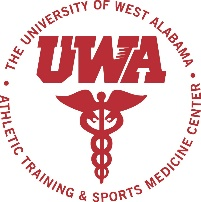 • THE UNIVERSITY OF WEST ALABAMA •
UWA
ATHLETIC TRAINING & SPORTS MEDICINE CENTER